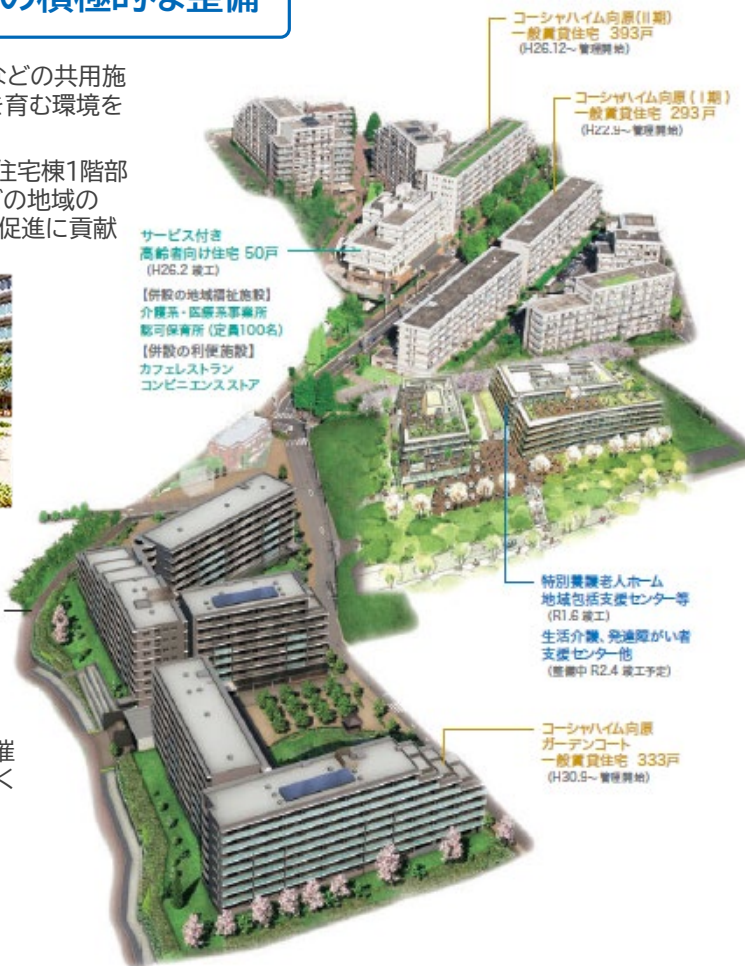 の積極的な整備
などの共用施
を育む環境を
住宅棟1階部
どの地域の
促進に貢献
コーシャハイム向原(II期)
一般賃貸住宅 393戸
(H26.12~管理開始)
コーシャハイム向原(I期)
一般賃貸住宅 293戸
(H22.9~管理開始)
サービス付き
高齢者向け住宅 50戸
(H26.2 竣工)
【併設の地域福祉施設】
介護系・医療系事業所
認可保育所(定員100名)
【併設の利便施設】
カフェレストラン
コンビニエンスストア
特別養護老人ホーム
地域包括支援センター等
(R1.6 竣工)
生活介護、発達障がい者
支援センター他
(整備中 R2.4 竣工予定)
コーシャハイム向原
ガーデンコート
一般賃貸住宅 333戸
(H30.9~管理開始)
催
く